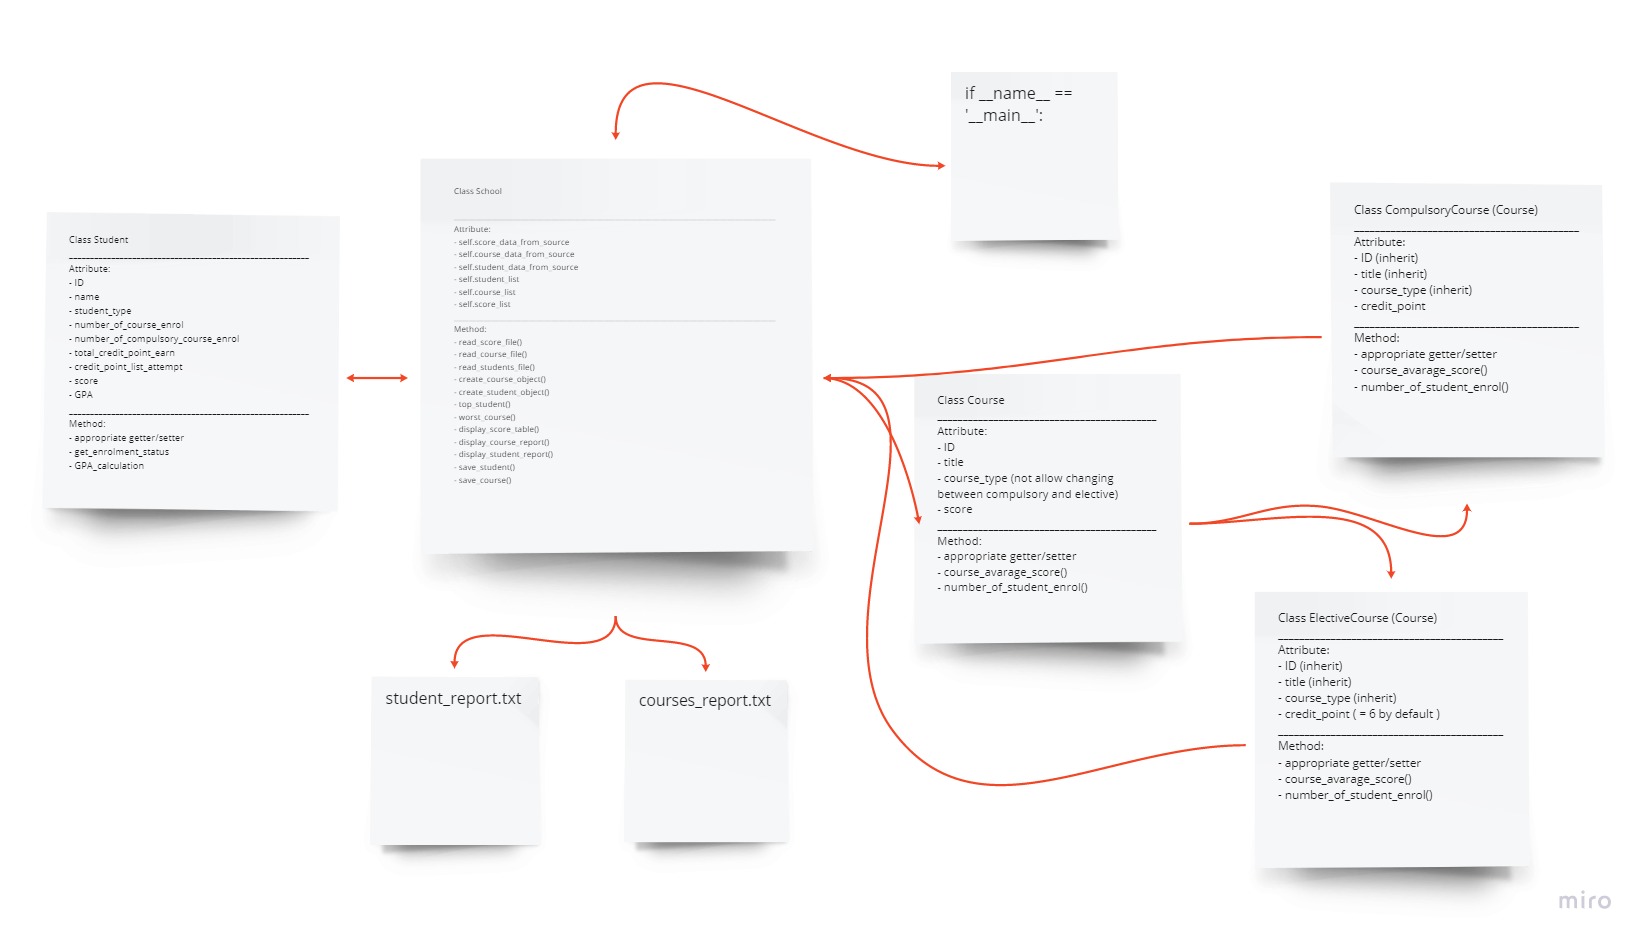 if __name__ ==
'__main__':
Class School
Attribute:
- self.score_data_from_source
- self.course_data_from_source
- self.student_data_from_source
- self.student_list
- self.course_list
- self.score_list
Method:
- read_score_file()
- read_course_file()
- read_students_file()
- create_course_object()
- create_student_object()
- top_student()
- worst_course()
- display_score_table()
- display_course_report()
- display_student_report()
- save_student()
- save_course()
Class Student
Attribute:
- ID
- name
- student_type
- number_of_course_enrol
- number_of_compulsory_course_enrol
- total_credit_point_earn
- credit_point_list_attempt
- score
- GPA
Method:
- appropriate getter/setter
- get_enrolment_status
- GPA_calculation
Class CompulsoryCourse (Course)
Attribute:
- ID (inherit)
- title (inherit)
- course_type (inherit)
- credit_point
Method:
- appropriate getter/setter
- course_avarage_score()
- number_of_student_enrol()
Class Course
Attribute:
- ID
- title
- course_type (not allow changing
between compulsory and elective)
- score
Method:
- appropriate getter/setter
- course_avarage_score()
- number_of_student_enrol()
Class ElectiveCourse (Course)
Attribute:
- ID (inherit)
- title (inherit)
- course_type (inherit)
- credit_point ( = 6 by default )
Method:
- appropriate getter/setter
- course_avarage_score()
- number_of_student_enrol()
student_report.txt
courses_report.txt
miro